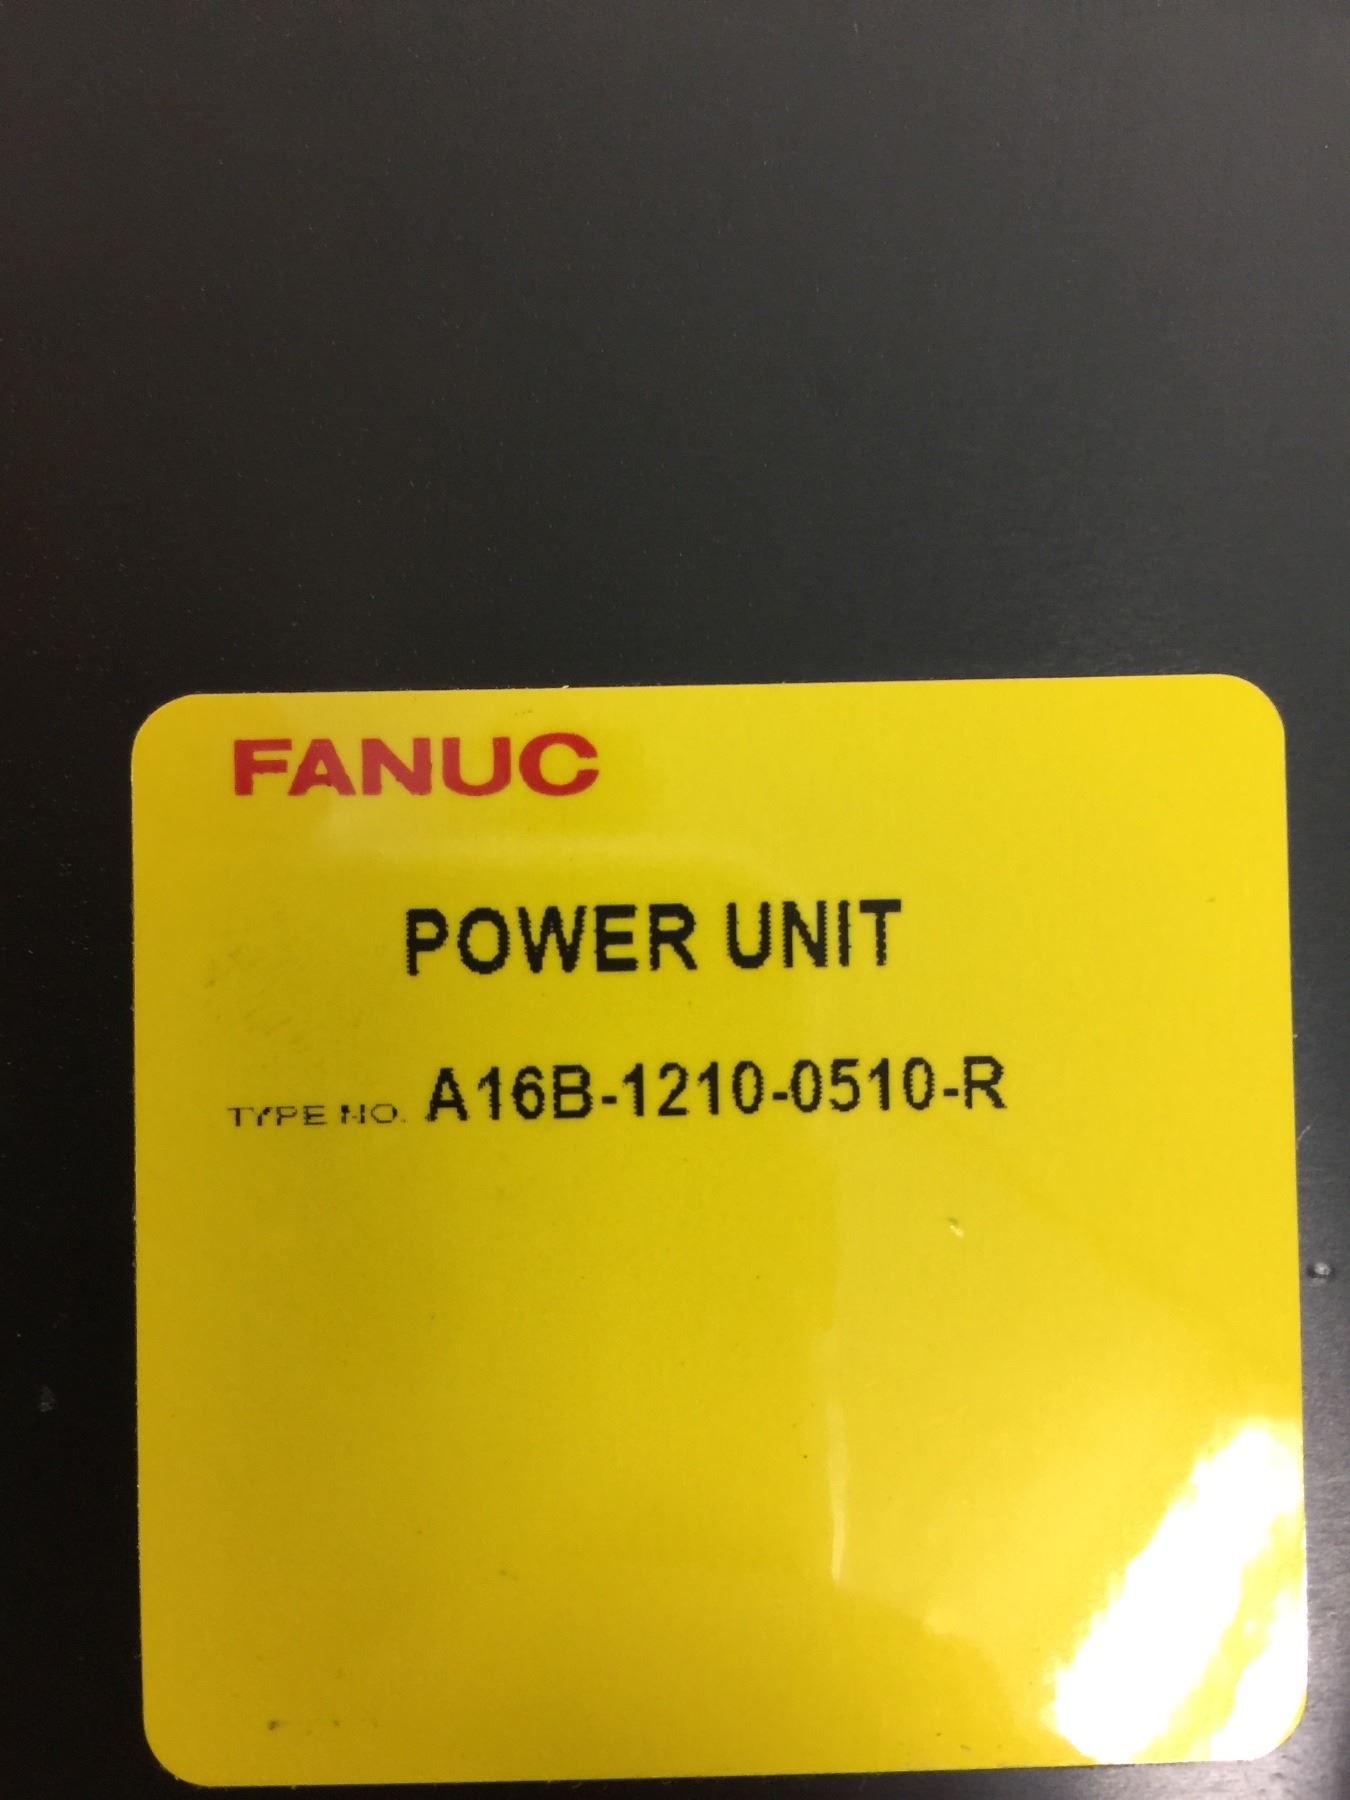 FANUC
POWER UNIT
TYPE NO. A16B-1210-0510-R